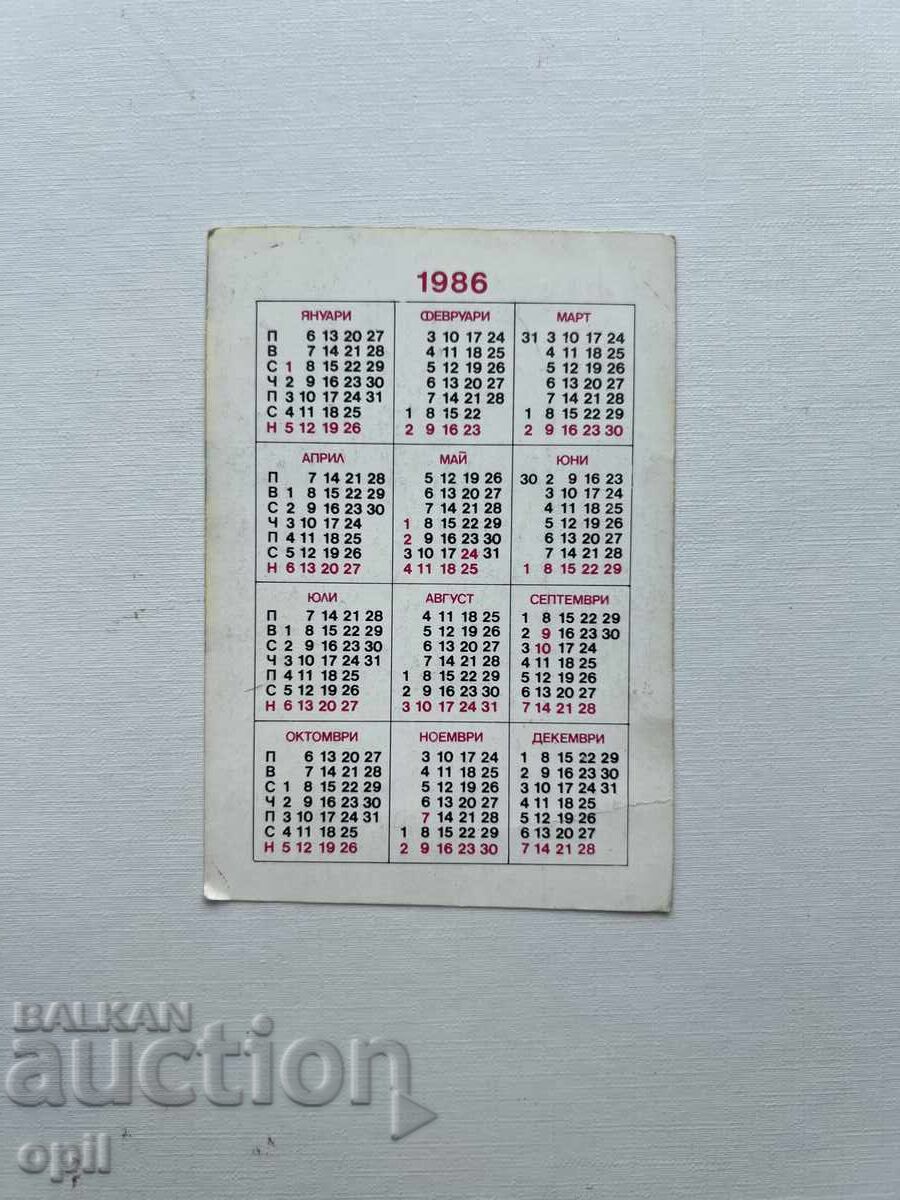 1986
ЯНУАРИ ФЕВРУАРИ МАРТ
П 6 13 20 27 3 10 17 24 31 3 10 17 24
В 7 14 21 28 4 11 18 25 4 11 18 25
С 1 8 15 22 29 5 12 19 26 5 12 19 26
Ч 2 9 16 23 30 6 13 20 27 6 13 20 27
П 3 10 17 24 31 7 14 21 28 7 14 21 28
С 4 11 18 25 1 8 15 22 1 8 15 22 29
Н 5 12 19 26 2 9 16 23 2 9 16 23 30
АПРИЛ МАЙ ЮНИ
П 7 14 21 28 5 12 19 26 30 2 9 16 23
В 1 8 15 22 29 6 13 20 27 3 10 17 24
С 2 9 16 23 30 7 14 21 28 4 11 18 25
Ч 3 10 17 24 1 8 15 22 29 5 12 19 26
П 4 11 18 25 2 9 16 23 30 6 13 20 27
С 5 12 19 26 3 10 17 24 31 7 14 21 28
Н 6 13 20 27 4 11 18 25 1 8 15 22 29
ЮЛИ АВГУСТ СЕПТЕМВРИ
П 7 14 21 28 4 11 18 25 1 8 15 22 29
В 1 8 15 22 29 5 12 19 26 2 9 16 23 30
С 2 9 16 23 30 6 13 20 27 3 10 17 24
Ч 3 10 17 24 31 7 14 21 28 4 11 18 25
П 4 11 18 25 1 8 15 22 29 5 12 19 26
С 5 12 19 26 2 9 16 23 30 6 13 20 27
Н 6 13 20 27 3 10 17 24 31 7 14 21 28
ОКТОМВРИ НОЕМВРИ ДЕКЕМВРИ
П 6 13 20 27 3 10 17 24 1 8 15 22 29
В 7 14 21 28 4 11 18 25 2 9 16 23 30
С 1 8 15 22 29 5 12 19 26 3 10 17 24 31
Ч 2 9 16 23 30 6 13 20 27 4 11 18 25
П 3 10 17 24 31 7 14 21 28 5 12 19 26
С 4 11 18 25 1 8 15 22 29 6 13 20 27
Н 5 12 19 26 2 9 16 23 30 7 14 21 28
BALKAN
auction
opil